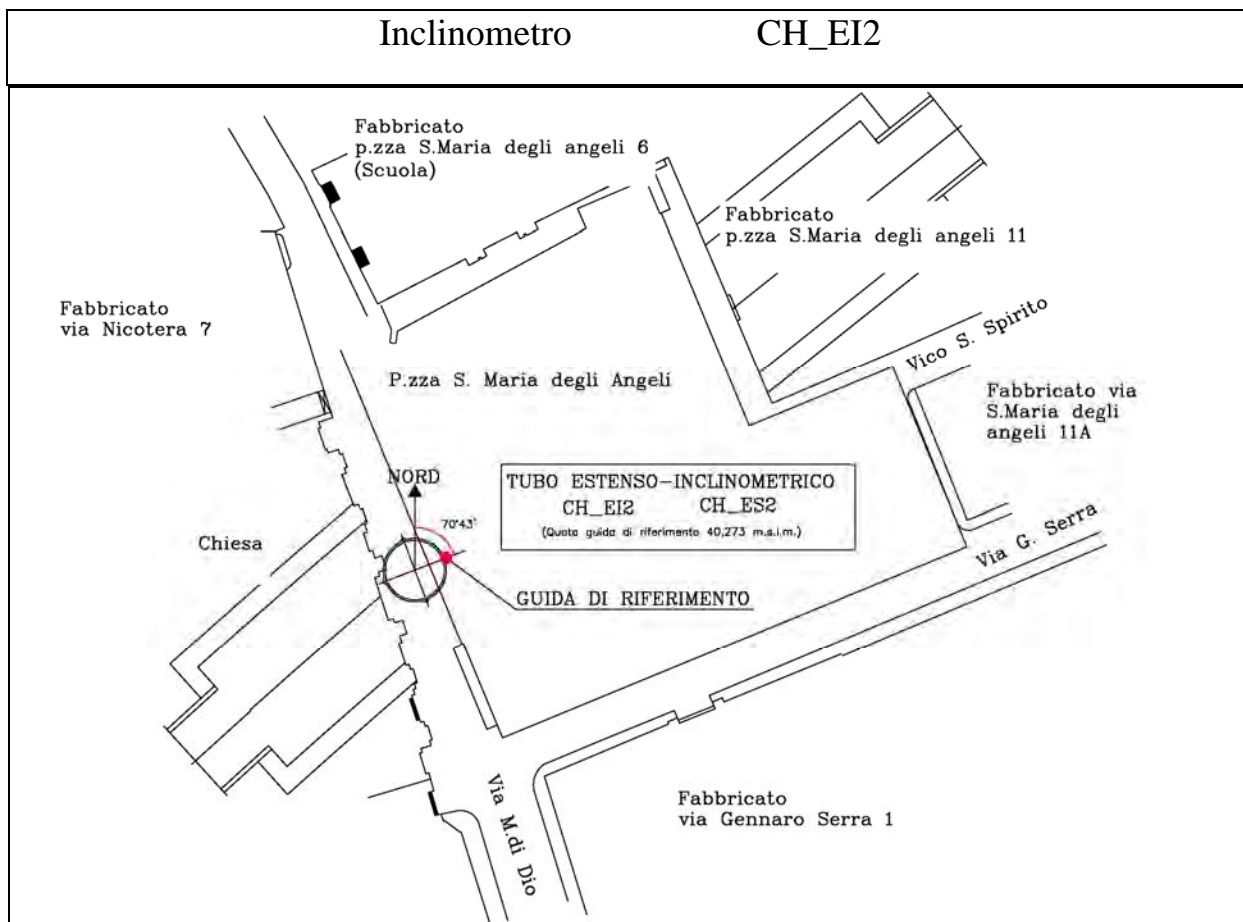 Inclinometro CH_EI2
Fabbricato
p.zza S.Maria degli angeli 6
(Scuola)
Fabbricato
p.zza S.Maria degli angeli 11
Fabbricato
via Nicotera 7
Vico S. Spirito
P.zza S. Maria degli Angeli
Fabbricato via
S.Maria degli
angeli 11A
NORD
70°43'
TUBO ESTENSO-INCLINOMETRICO
CH_EI2 CH_ES2
(Quota guida di riferimento 40,273 m.s.l.m.)
Chiesa
Via G. Serra
GUIDA DI RIFERIMENTO
Via M.di Dio
Fabbricato
via Gennaro Serra 1